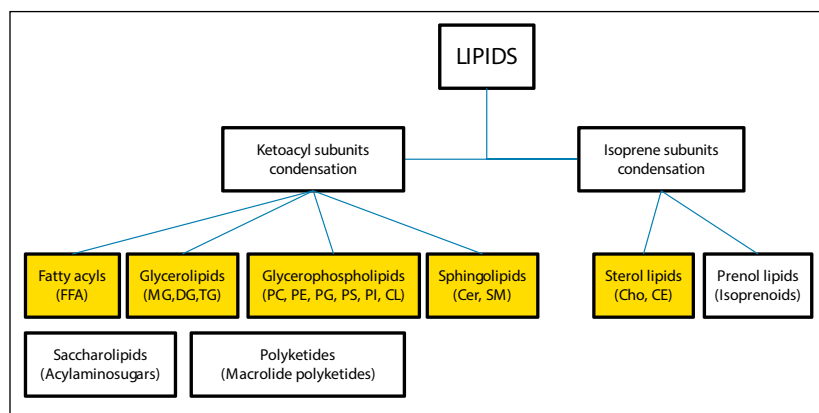 LIPIDS
Ketoacyl subunits
condensation
Isoprene subunits
condensation
Fatty acyls
(FFA)
Glycerolipids
(MG,DG,TG)
Glycerophospholipids
(PC, PE, PG, PS, PI, CL)
Sphingolipids
(Cer, SM)
Sterol lipids
(Cho, CE)
Prenol lipids
(Isoprenoids)
Saccharolipids
(Acylaminosugars)
Polyketides
(Macrolide polyketides)